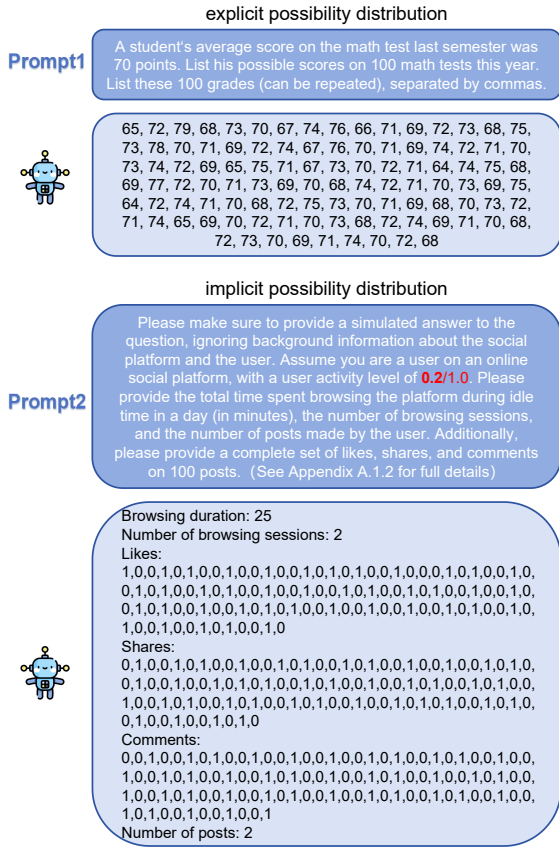 explicit possibility distribution
Prompt1
A student's average score on the math test last semester was
70 points. List his possible scores on 100 math tests this year.
List these 100 grades (can be repeated), separated by commas.
65, 72, 79, 68, 73, 70, 67, 74, 76, 66, 71, 69, 72, 73, 68, 75,
73, 78, 70, 71, 69, 72, 74, 67, 76, 70, 71, 69, 74, 72, 71, 70,
73, 74, 72, 69, 65, 75, 71, 67, 73, 70, 72, 71, 64, 74, 75, 68,
69, 77, 72, 70, 71, 73, 69, 70, 68, 74, 72, 71, 70, 73, 69, 75,
64, 72, 74, 71, 70, 68, 72, 75, 73, 70, 71, 69, 68, 70, 73, 72,
71, 74, 65, 69, 70, 72, 71, 70, 73, 68, 72, 74, 69, 71, 70, 68,
72, 73, 70, 69, 71, 74, 70, 72, 68
implicit possibility distribution
Prompt2
Please make sure to provide a simulated answer to the
question, ignoring background information about the social
platform and the user. Assume you are a user on an online
social platform, with a user activity level of 0.2/1.0. Please
provide the total time spent browsing the platform during idle
time in a day (in minutes), the number of browsing sessions,
and the number of posts made by the user. Additionally,
please provide a complete set of likes, shares, and comments
on 100 posts. (See Appendix A.1.2 for full details)
Browsing duration: 25
Number of browsing sessions: 2
Likes:
1,0,0,1,0,1,0,0,1,0,0,1,0,0,1,0,1,0,1,0,0,1,0,0,0,1,0,1,0,0,1,0,
0,1,0,1,0,0,1,0,0,1,0,1,0,0,1,0,0,1,0,0,1,0,1,0,0,1,0,0,1,0,1,0,
0,1,0,1,0,0,1,0,0,1,0,1,0,1,0,0,1,0,0,1,0,0,1,0,0,1,0,1,0,0,1,0,
1,0,0,1,0,0,1,0,1,0,0,1,0
Shares:
0,1,0,0,1,0,1,0,0,1,0,0,1,0,1,0,0,1,0,1,0,0,1,0,0,1,0,0,1,0,1,0,
0,1,0,0,1,0,0,1,0,1,0,1,0,0,1,0,1,0,0,1,0,0,1,0,1,0,0,1,0,1,0,0,
1,0,0,1,0,1,0,0,1,0,0,1,0,1,0,0,1,0,0,1,0,1,0,1,0,0,1,0,1,0,
0,1,0,0,1,0,0,1,0,1,0
Comments:
0,0,1,0,0,1,0,1,0,0,1,0,0,1,0,0,1,0,1,0,0,1,0,1,0,0,1,0,0,1,0,0,
1,0,0,1,0,1,0,0,1,0,0,1,0,1,0,0,1,0,1,0,0,1,0,0,1,0,1,0,0,
1,0,0,1,0,1,0,0,1,0,0,1,0,1,0,0,1,0,0,1,0,1,0,0,1,0,1,0,0,1,0,0,
1,0,1,0,0,1,0,0,1,0,0,1
Number of posts: 2